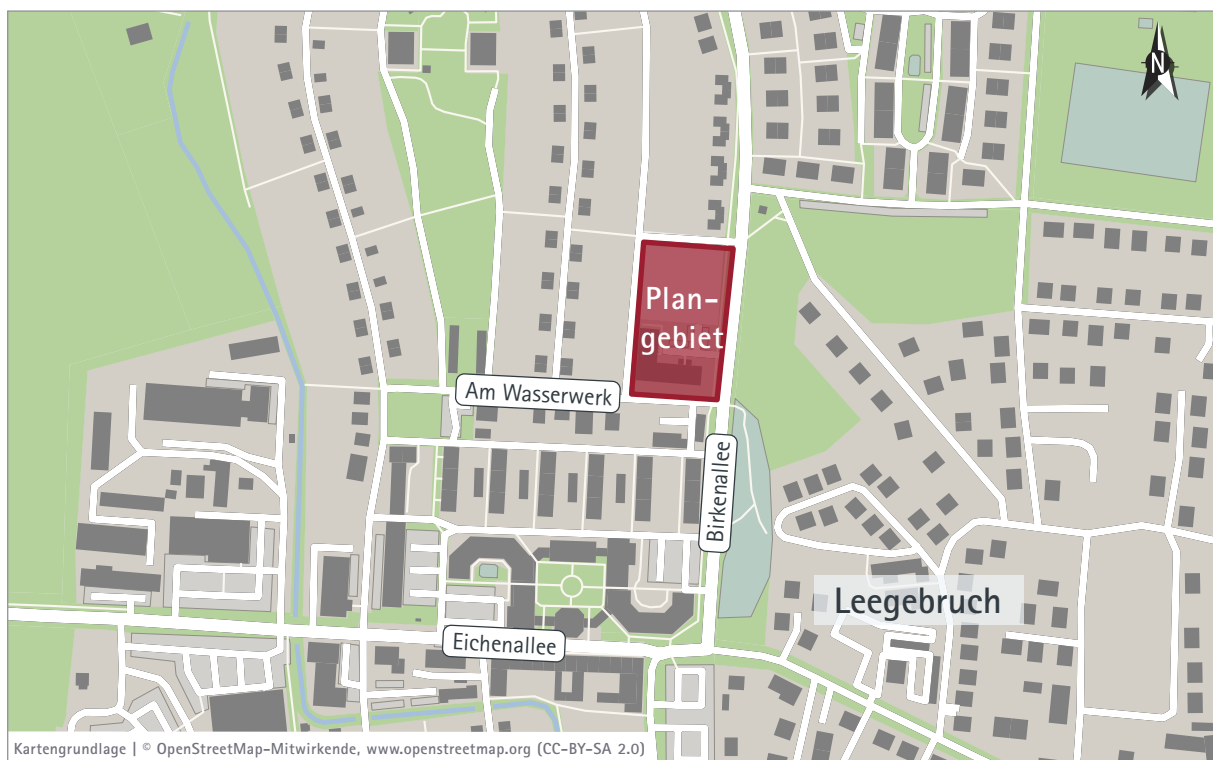 N
Plan-
gebiet
Am Wasserwerk
Birkenallee
Leegebruch
Eichenallee
Kartengrundlage | © OpenStreetMap-Mitwirkende, www.openstreetmap.org (CC-BY-SA 2.0)